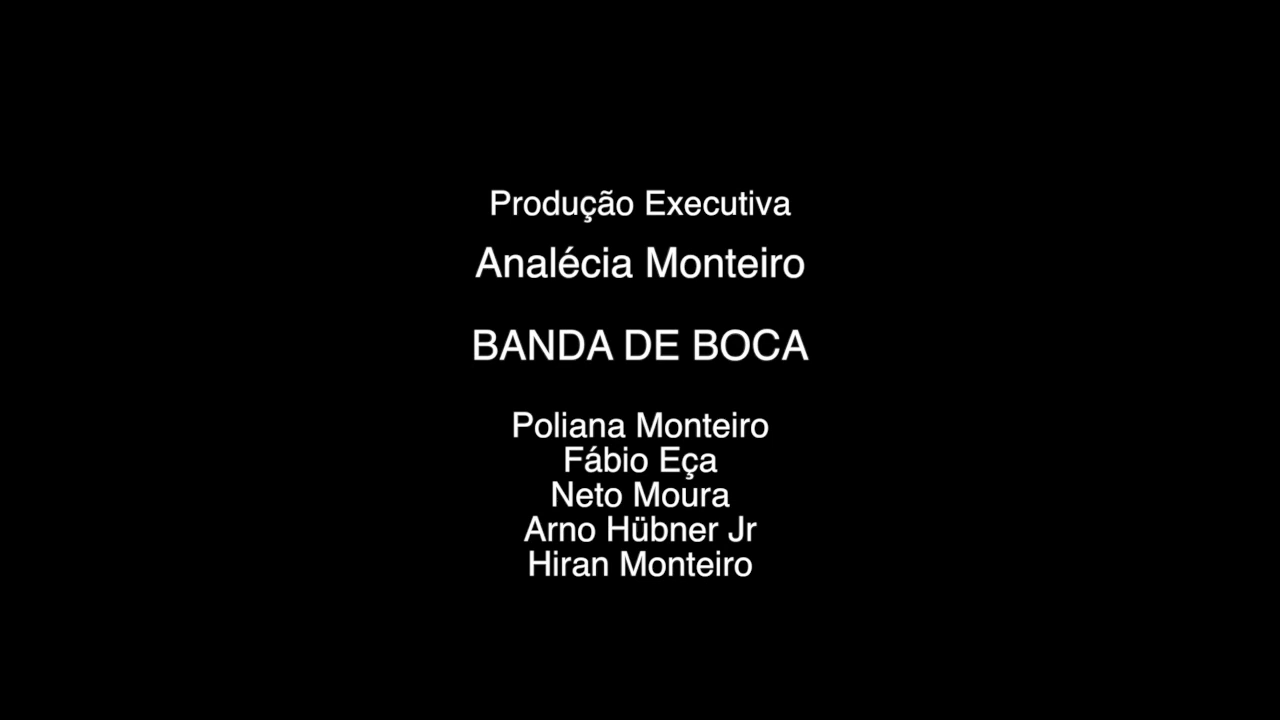 Produção Executiva
Analécia Monteiro
BANDA DE BOCA
Poliana Monteiro
Fábio Eça
Neto Moura
Arno Hübner Jr
Hiran Monteiro